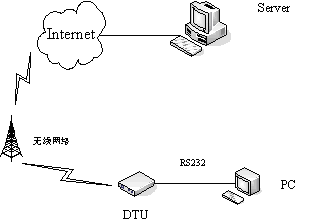 Server
Internet
无线网络
RS232
PC
DTU